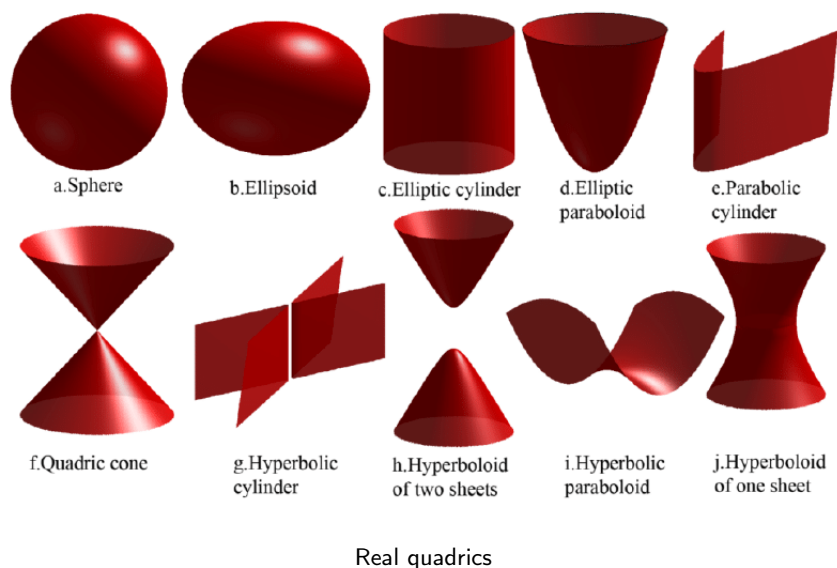 a.Sphere
b.Ellipsoid
c.Elliptic cylinder
d.Elliptic
paraboloid
e.Parabolic
cylinder
f.Quadric cone
g.Hyperbolic
cylinder
h.Hyperboloid
of two sheets
i.Hyperbolic
paraboloid
j.Hyperboloid
of one sheet
Real quadrics